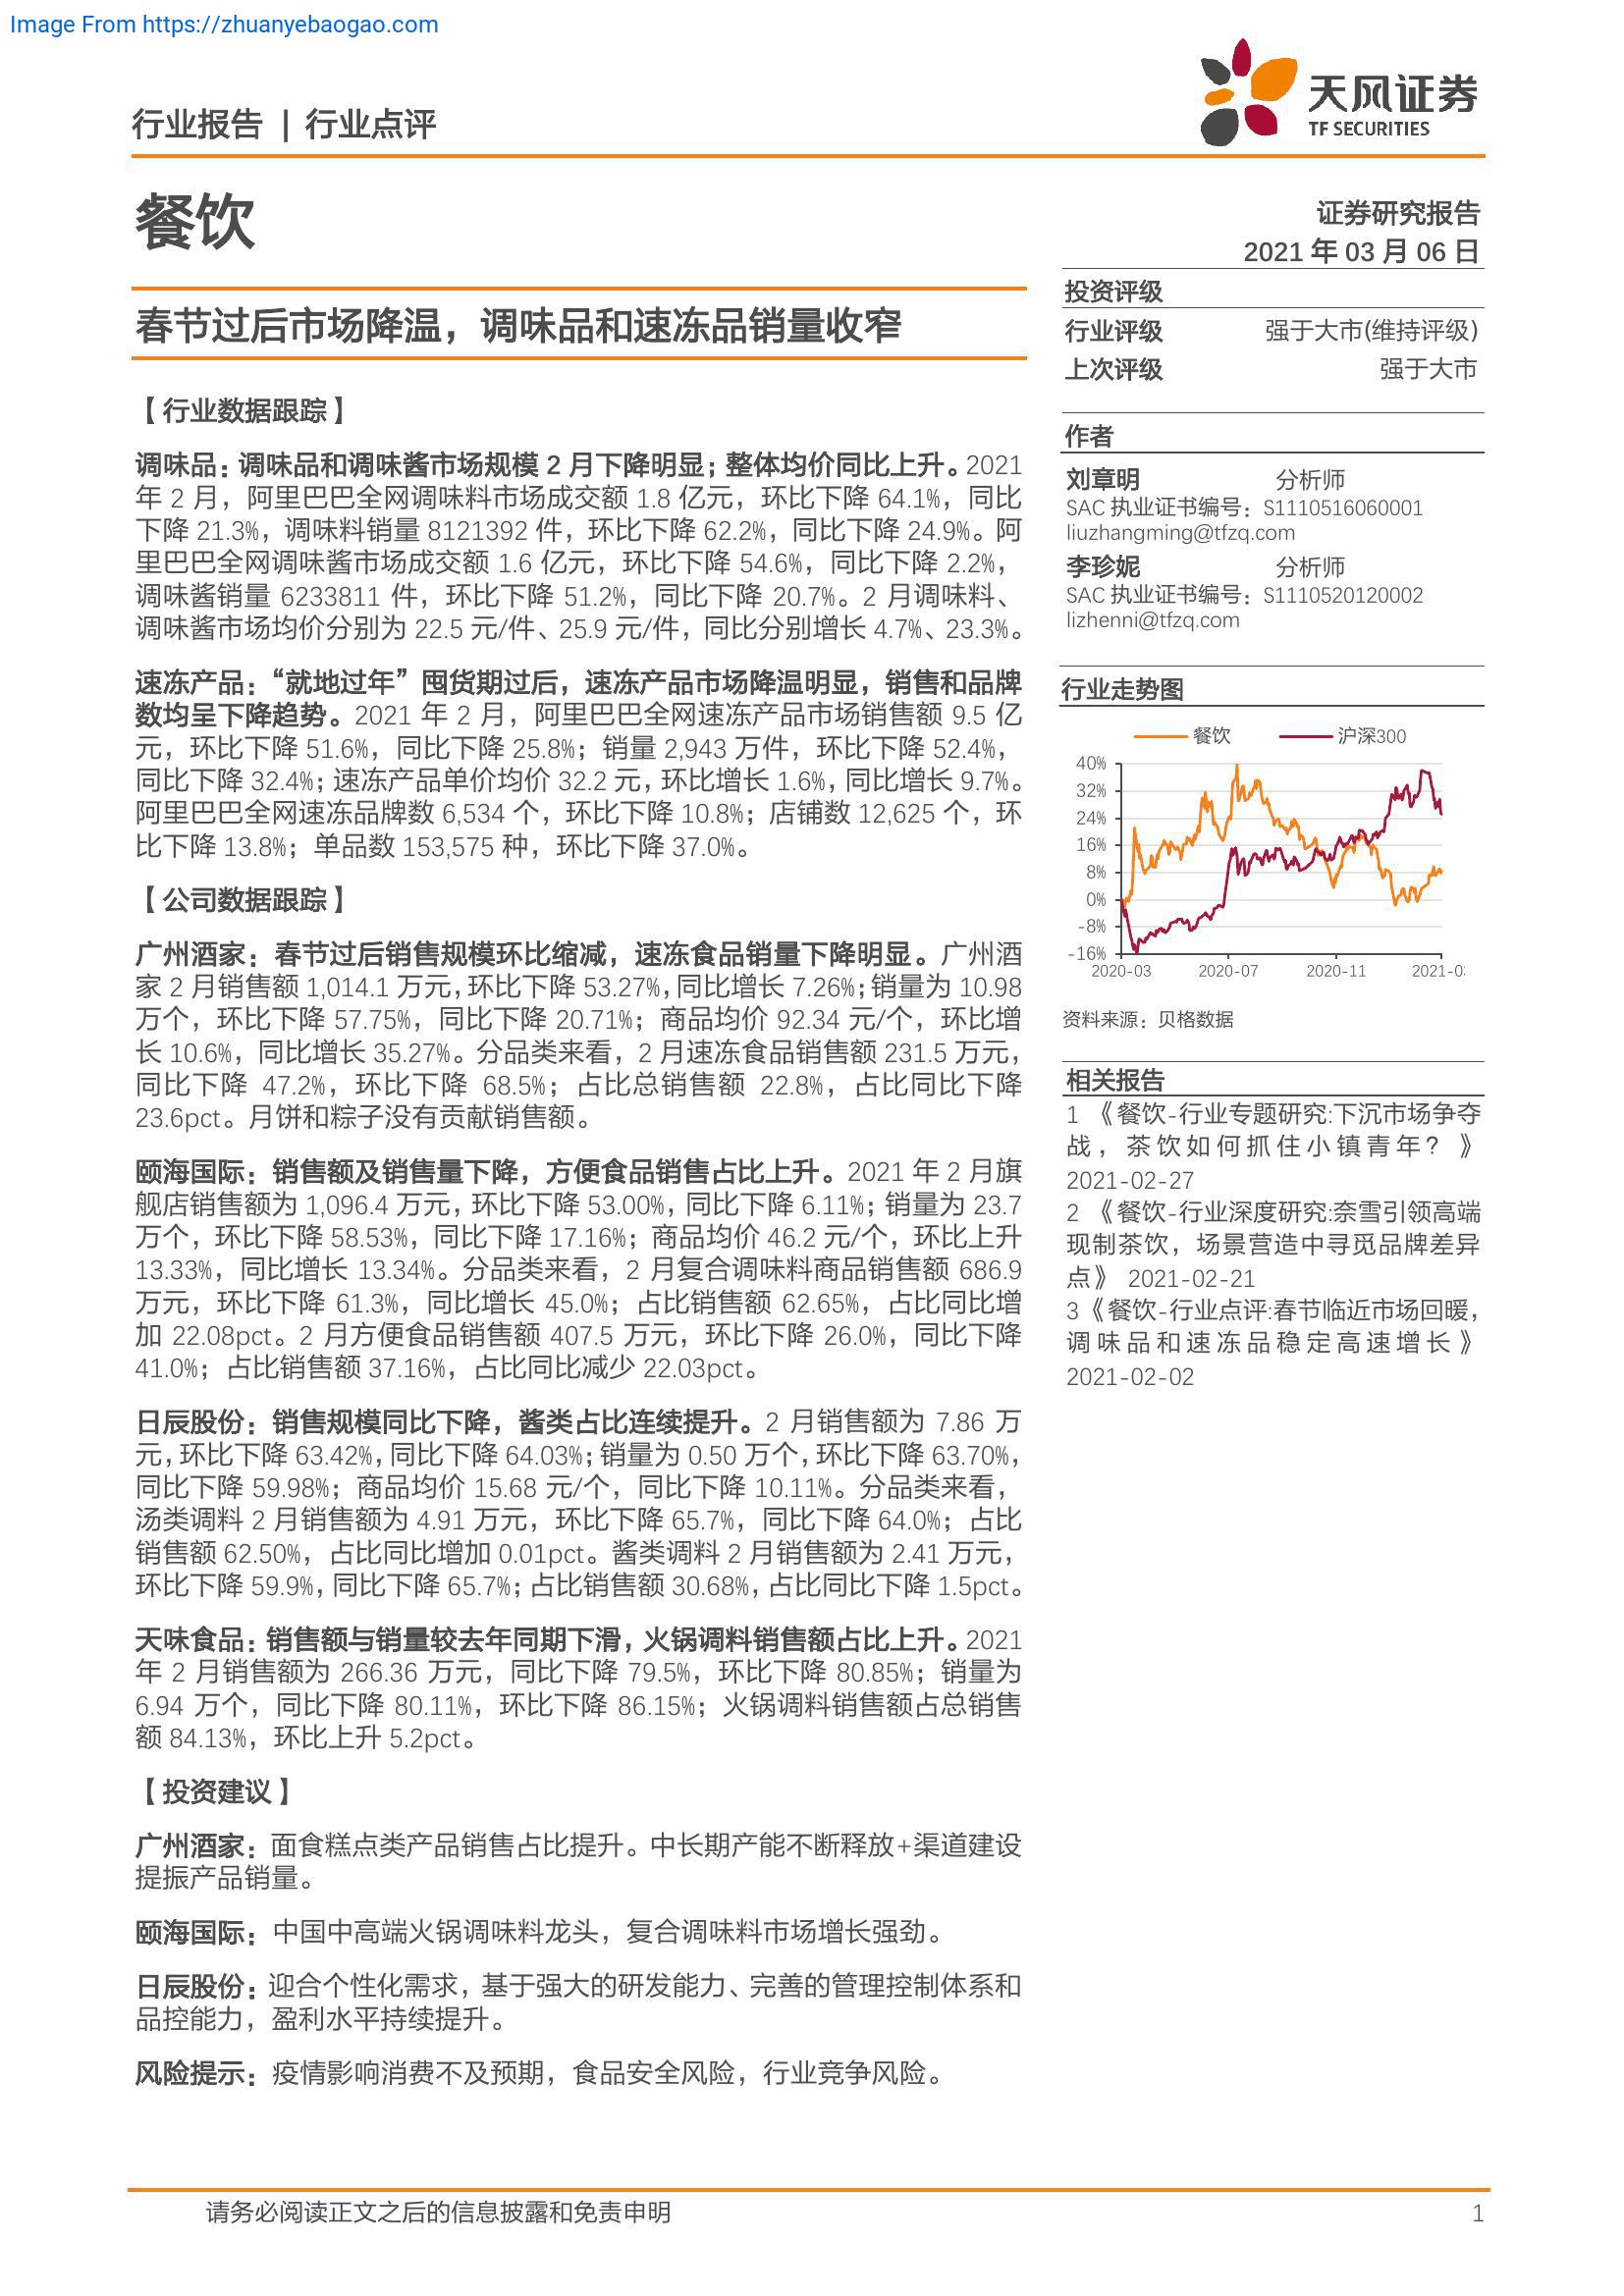 Image From https://zhuanyebaogao.com
行业报告 | 行业点评
天风证券
TF SECURITIES
餐饮
证券研究报告
2021 年 03 月 06 日
春节过后市场降温，调味品和速冻品销量收窄
【行业数据跟踪】
调味品：调味品和调味酱市场规模 2 月下降明显；整体均价同比上升。2021
年 2 月，阿里巴巴全网调味料市场成交额 1.8 亿元，环比下降 64.1%，同比
下降 21.3%，调味料销量 8121392 件，环比下降 62.2%，同比下降 24.9%。阿
里巴巴全网调味酱市场成交额 1.6 亿元，环比下降 54.6%，同比下降 2.2%，
调味酱销量 6233811 件，环比下降 51.2%，同比下降 20.7%。2 月调味料、
调味酱市场均价分别为 22.5 元/件、25.9 元/件，同比分别增长 4.7%、23.3%。
速冻产品：“就地过年”囤货期过后，速冻产品市场降温明显，销售和品牌
数均呈下降趋势。2021 年 2 月，阿里巴巴全网速冻产品市场销售额 9.5 亿
元，环比下降 51.6%，同比下降 25.8%；销量 2,943 万件，环比下降 52.4%，
同比下降 32.4%；速冻产品单价均价 32.2 元，环比增长 1.6%，同比增长 9.7%。
阿里巴巴全网速冻品牌数 6,534 个，环比下降 10.8%；店铺数 12,625 个，环
比下降 13.8%；单品数 153,575 种，环比下降 37.0%。
【公司数据跟踪】
广州酒家：春节过后销售规模环比缩减，速冻食品销量下降明显。广州酒
家 2 月销售额 1,014.1 万元，环比下降 53.27%，同比增长 7.26%；销量为 10.98
万个，环比下降 57.75%，同比下降 20.71%；商品均价 92.34 元/个，环比增
长 10.6%，同比增长 35.27%。分品类来看，2 月速冻食品销售额 231.5 万元，
同比下降 47.2%，环比下降 68.5%；占比总销售额 22.8%，占比同比下降
23.6pct。月饼和粽子没有贡献销售额。
颐海国际：销售额及销售量下降，方便食品销售占比上升。2021 年 2 月旗
舰店销售额为 1,096.4 万元，环比下降 53.00%，同比下降 6.11%；销量为 23.7
万个，环比下降 58.53%，同比下降 17.16%；商品均价 46.2 元/个，环比上升
13.33%，同比增长 13.34%。分品类来看，2 月复合调味料商品销售额 686.9
万元，环比下降 61.3%，同比增长 45.0%；占比销售额 62.65%，占比同比增
加 22.08pct。2 月方便食品销售额 407.5 万元，环比下降 26.0%，同比下降
41.0%；占比销售额 37.16%，占比同比减少 22.03pct。
日辰股份：销售规模同比下降，酱类占比连续提升。2 月销售额为 7.86 万
元，环比下降 63.42%，同比下降 64.03%；销量为 0.50 万个，环比下降 63.70%，
同比下降 59.98%；商品均价 15.68 元/个，同比下降 10.11%。分品类来看，
汤类调料 2 月销售额为 4.91 万元，环比下降 65.7%，同比下降 64.0%；占比
销售额 62.50%，占比同比增加 0.01pct。酱类调料 2 月销售额为 2.41 万元，
环比下降 59.9%，同比下降 65.7%；占比销售额 30.68%，占比同比下降 1.5pct。
天味食品：销售额与销量较去年同期下滑，火锅调料销售额占比上升。2021
年 2 月销售额为 266.36 万元，同比下降 79.5%，环比下降 80.85%；销量为
6.94 万个，同比下降 80.11%，环比下降 86.15%；火锅调料销售额占总销售
额 84.13%，环比上升 5.2pct。
【投资建议】
广州酒家：面食糕点类产品销售占比提升。中长期产能不断释放+渠道建设
提振产品销量。
颐海国际：中国中高端火锅调味料龙头，复合调味料市场增长强劲。
日辰股份：迎合个性化需求，基于强大的研发能力、完善的管理控制体系和
品控能力，盈利水平持续提升。
风险提示：疫情影响消费不及预期，食品安全风险，行业竞争风险。
投资评级
行业评级 强于大市(维持评级)
上次评级 强于大市
作者
刘章明 分析师
SAC 执业证书编号：S1110516060001
liuzhangming@tfzq.com
李珍妮 分析师
SAC 执业证书编号：S1110520120002
lizhenni@tfzq.com
行业走势图
餐饮 沪深300
40%
32%
24%
16%
8%
0%
-8%
-16%
2020-03 2020-07 2020-11 2021-0
资料来源：贝格数据
相关报告
1 《餐饮-行业专题研究:下沉市场争夺
战，茶饮如何抓住小镇青年？》
2021-02-27
2 《餐饮-行业深度研究:奈雪引领高端
现制茶饮，场景营造中寻觅品牌差异
点》 2021-02-21
3《餐饮-行业点评:春节临近市场回暖，
调味品和速冻品稳定高速增长》
2021-02-02
请务必阅读正文之后的信息披露和免责申明 1